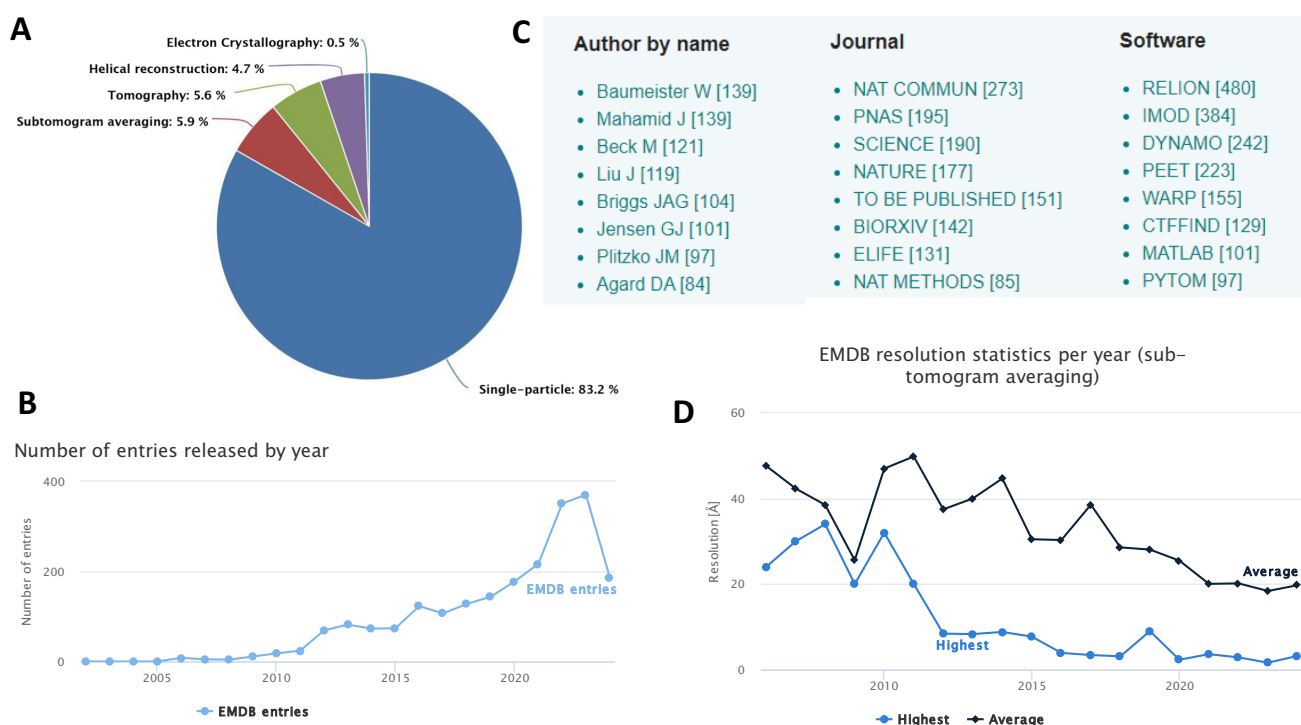 A
Electron Crystallography: 0.5 %
Helical reconstruction: 4.7 %
Tomography: 5.6 %
Subtomogram averaging: 5.9 %
Single-particle: 83.2 %
C
Author by name
Baumeister W [139]
Mahamid J [139]
Beck M [121]
Liu J [119]
Briggs JAG [104]
Jensen GJ [101]
Plitzko JM [97]
Agard DA [84]
Journal
NAT COMMUN [273]
PNAS [195]
SCIENCE [190]
NATURE [177]
TO BE PUBLISHED [151]
BIORXIV [142]
ELIFE [131]
NAT METHODS [85]
Software
RELION [480]
IMOD [384]
DYNAMO [242]
PEET [223]
WARP [155]
CTFFIND [129]
MATLAB [101]
PYTOM [97]
B
Number of entries released by year
Number of entries
400
200
0
EMDB entries
2005
2010
2015
2020
EMDB entries
D
EMDB resolution statistics per year (sub-
tomogram averaging)
Resolution [Å]
60
40
20
0
Average
Highest
2010
2015
2020
Highest
Average